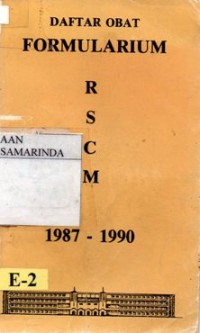 DAFTAR OBAT
FORMULARIUM
R
S
C
M
AAN
SAMARINDA
1987 - 1990
E-2